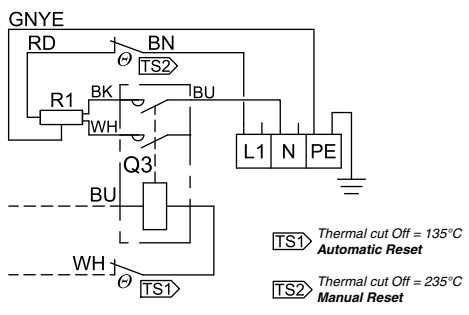 GNYE
RD
BN
Θ
TS2
BK
BU
R1
WH
L1 N PE
Q3
BU
WH
Θ
TS1
TS1 Thermal cut Off = 135°C
Automatic Reset
TS2 Thermal cut Off = 235°C
Manual Reset